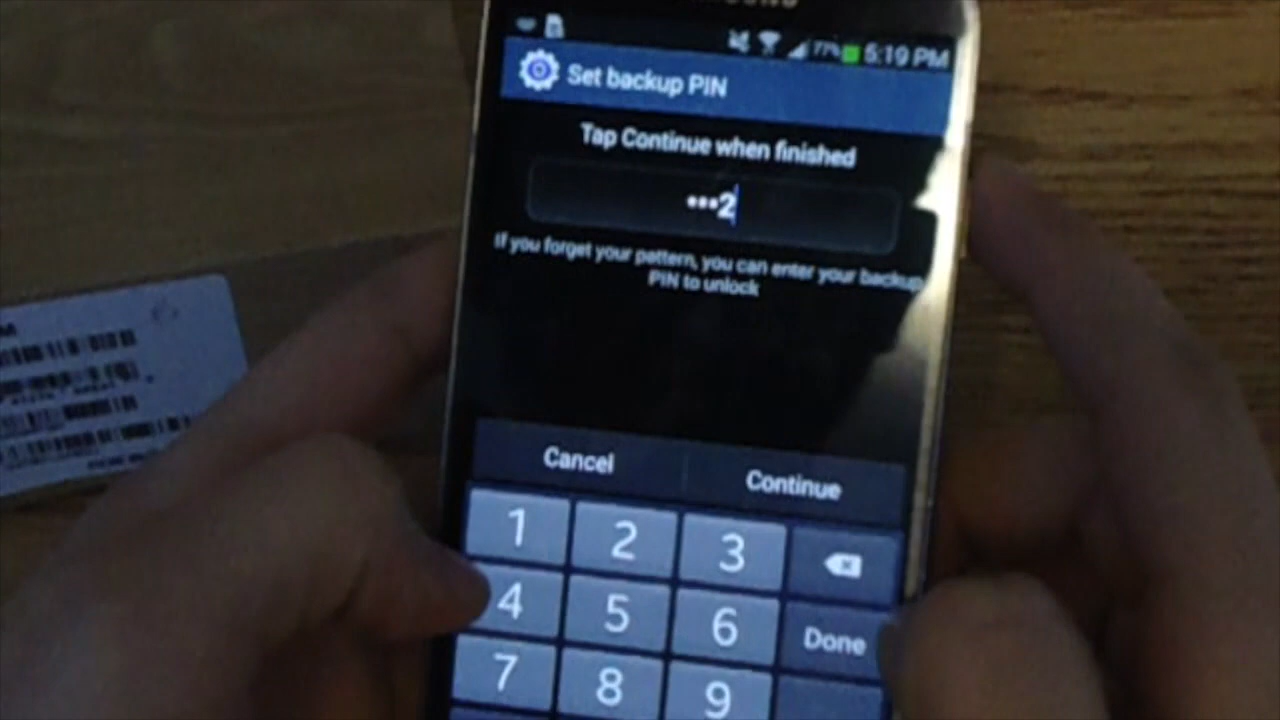 77% 5:19 PM
Set backup PIN
Tap Continue when finished
•••2
If you forget your pattern, you can enter your backup
PIN to unlock
Cancel
Continue
1 2 3
4 5 6 Done
7 8 9